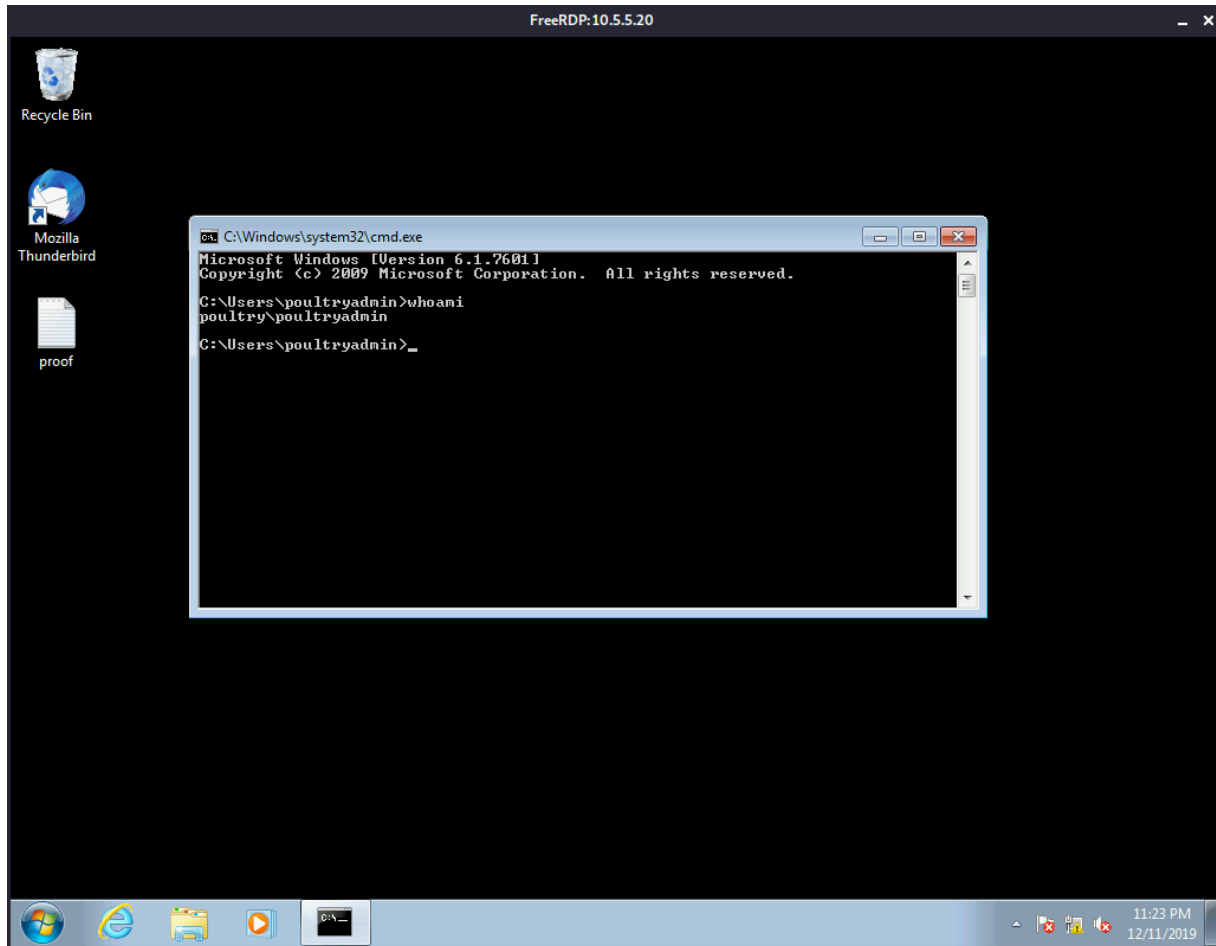 FreeRDP:10.5.5.20
Recycle Bin
Mozilla
Thunderbird
proof
C:\Windows\system32\cmd.exe
Microsoft Windows [Version 6.1.7601]
Copyright (c) 2009 Microsoft Corporation.  All rights reserved.
C:\Users\poultryadmin>whoami
poultry\poultryadmin
C:\Users\poultryadmin>_
11:23 PM
12/11/2019